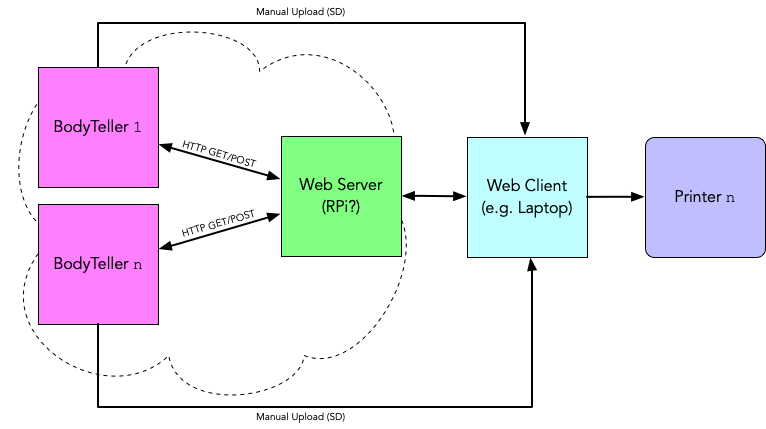 Manual Upload (SD)
BodyTeller 1
HTTP GET/POST
Web Server
(RPi?)
Web Client
(e.g. Laptop)
Printer n
HTTP GET/POST
BodyTeller n
Manual Upload (SD)